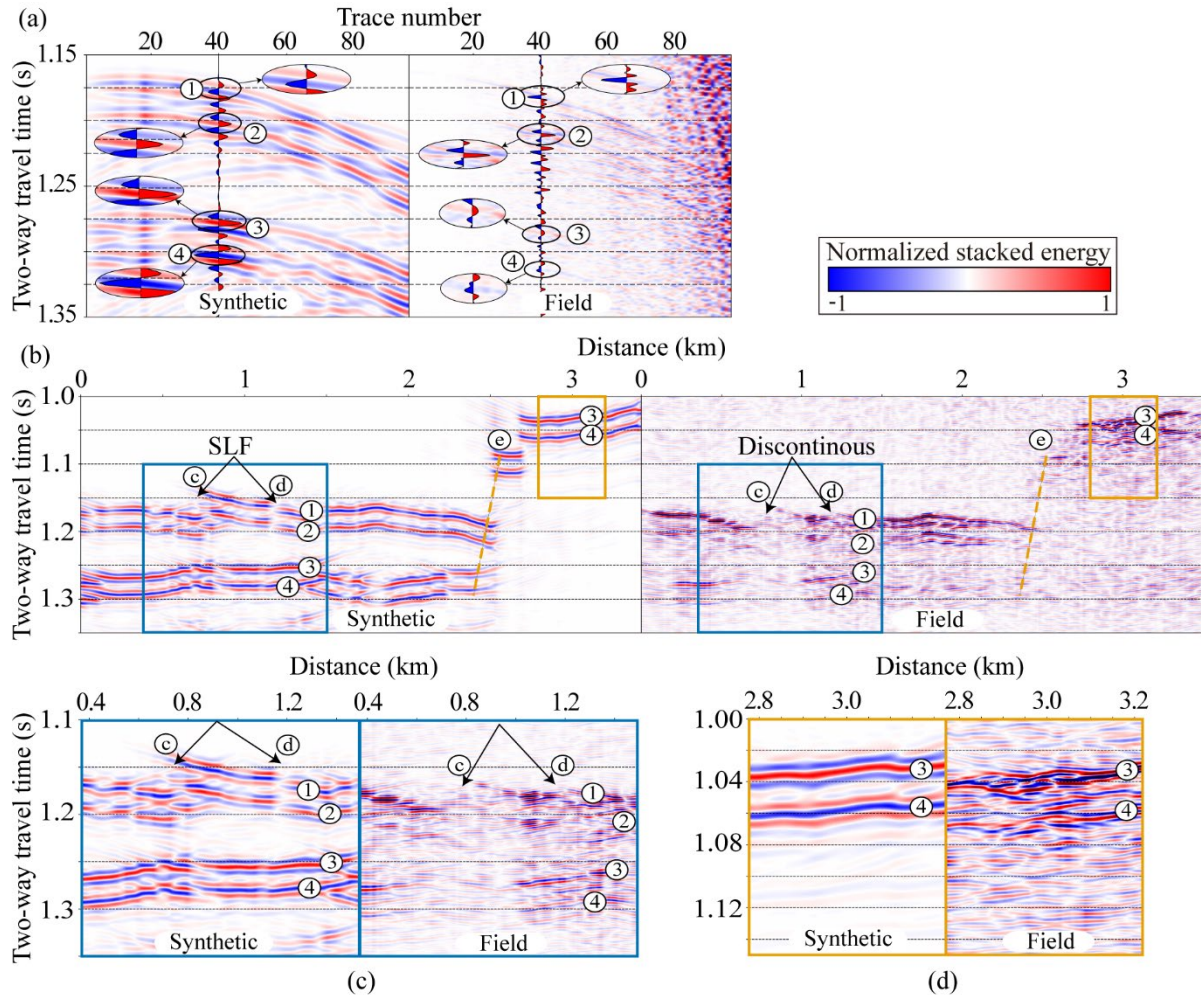 (a)
Trace number
20 40 60 80 20 40 60 80
Two-way travel time (s)
1.15
1.25
1.35
1
2
3
4
Synthetic
1
2
3
4
Field
Normalized stacked energy
-1 1
(b)
Distance (km)
0 1 2 3 0 1 2 3
Two-way travel time (s)
1.0
1.1
1.2
1.3
SLF
c
d
e
1
2
3
4
3
4
Synthetic
Discontinous
c
d
e
1
2
3
4
3
4
Field
Distance (km)
0.4 0.8 1.2 0.4 0.8 1.2
Two-way travel time (s)
1.1
1.2
1.3
c
d
1
2
3
4
Synthetic
c
d
1
2
3
4
Field
(c)
Distance (km)
2.8 3.0 2.8 3.0 3.2
1.00
1.04
1.08
1.12
3
4
Synthetic
3
4
Field
(d)